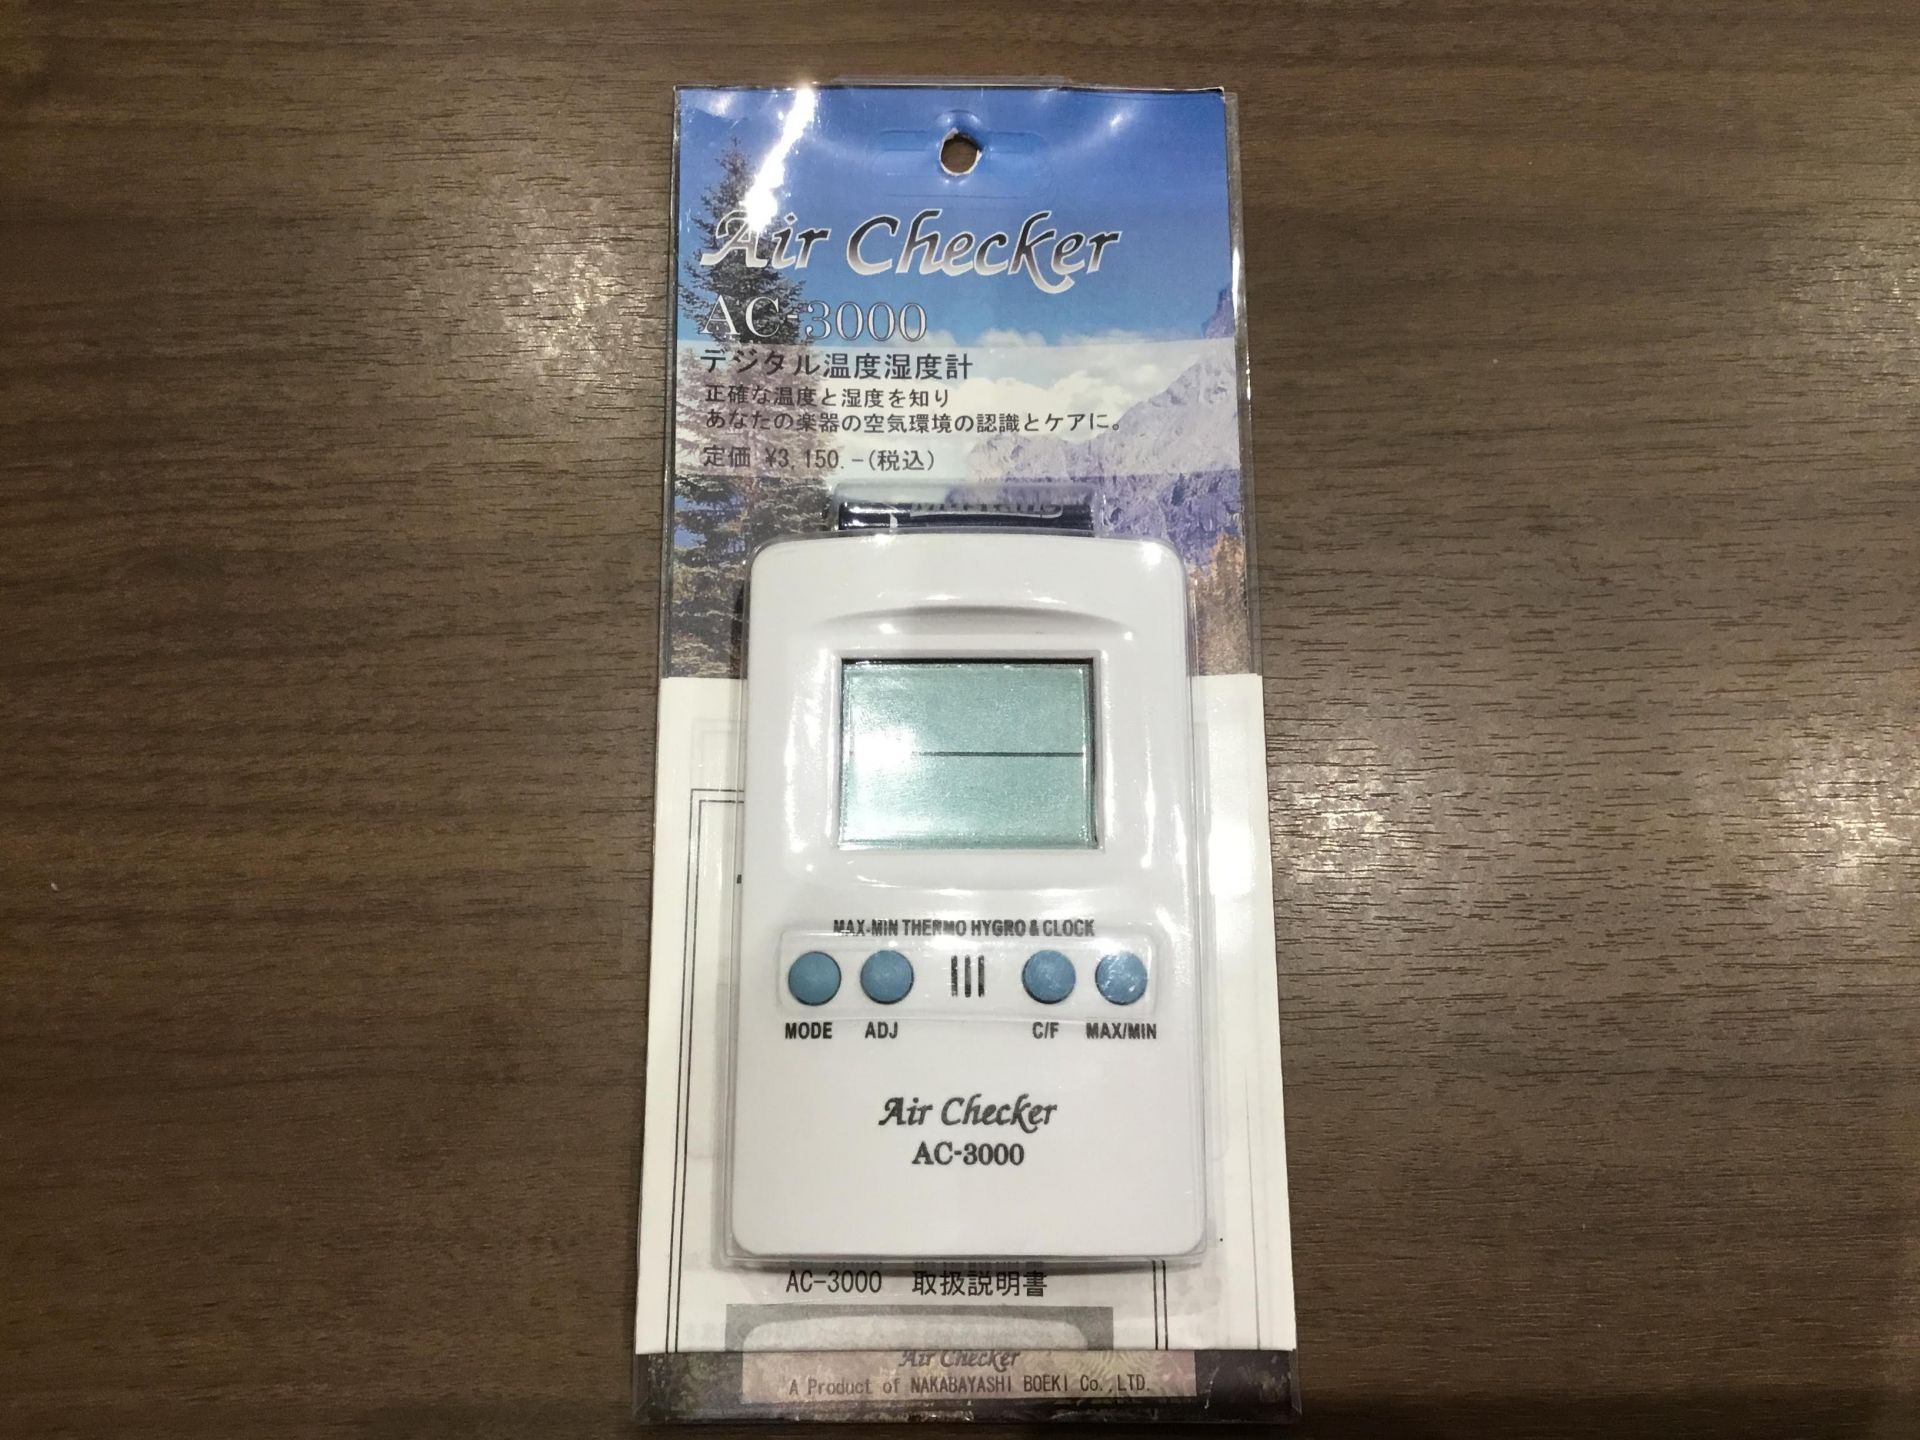 Air Checker
AC-3000
デジタル温度湿度計
正確な温度と湿度を知り
あなたの楽器の空気環境の認識とケアに。
定価 ¥3,150.-(税込)
MAX-MIN THERMO HYGRO & CLOCK
MODE ADJ C/F MAX/MIN
Air Checker
AC-3000
AC-3000 取扱説明書
Air Checker
A Product of NAKABAYASHI BOEKI Co.,LTD.